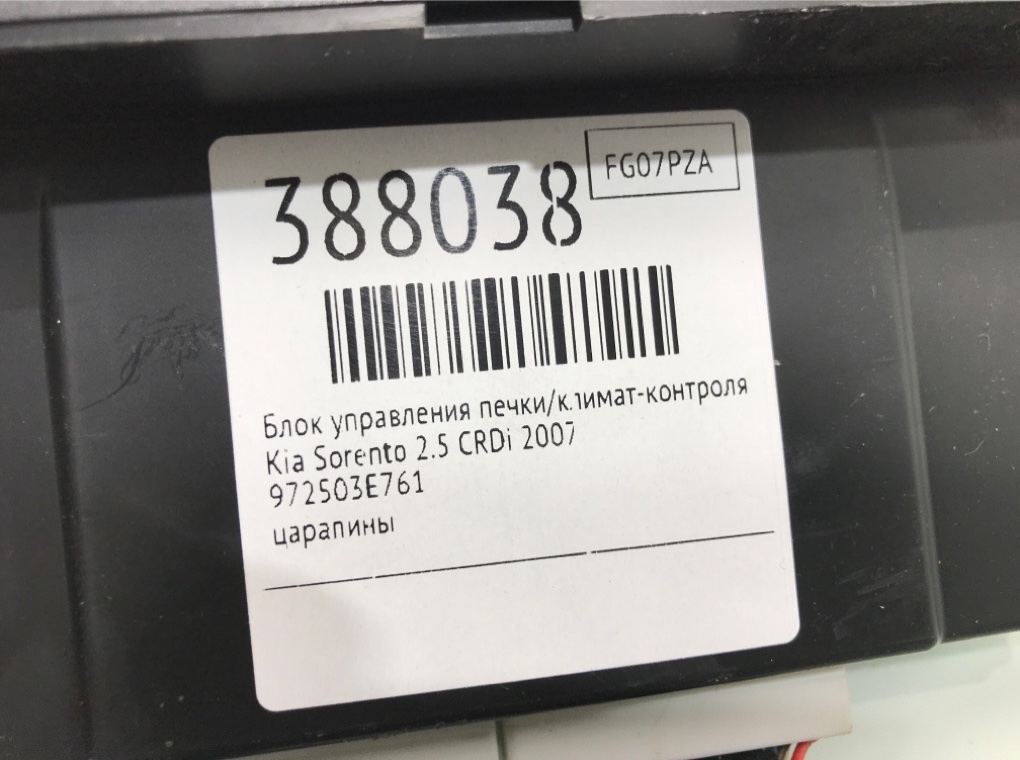 FG07PZA
388038
Блок управления печки/климат-контроля
Kia Sorento 2.5 CRDi 2007
972503E761
царапины